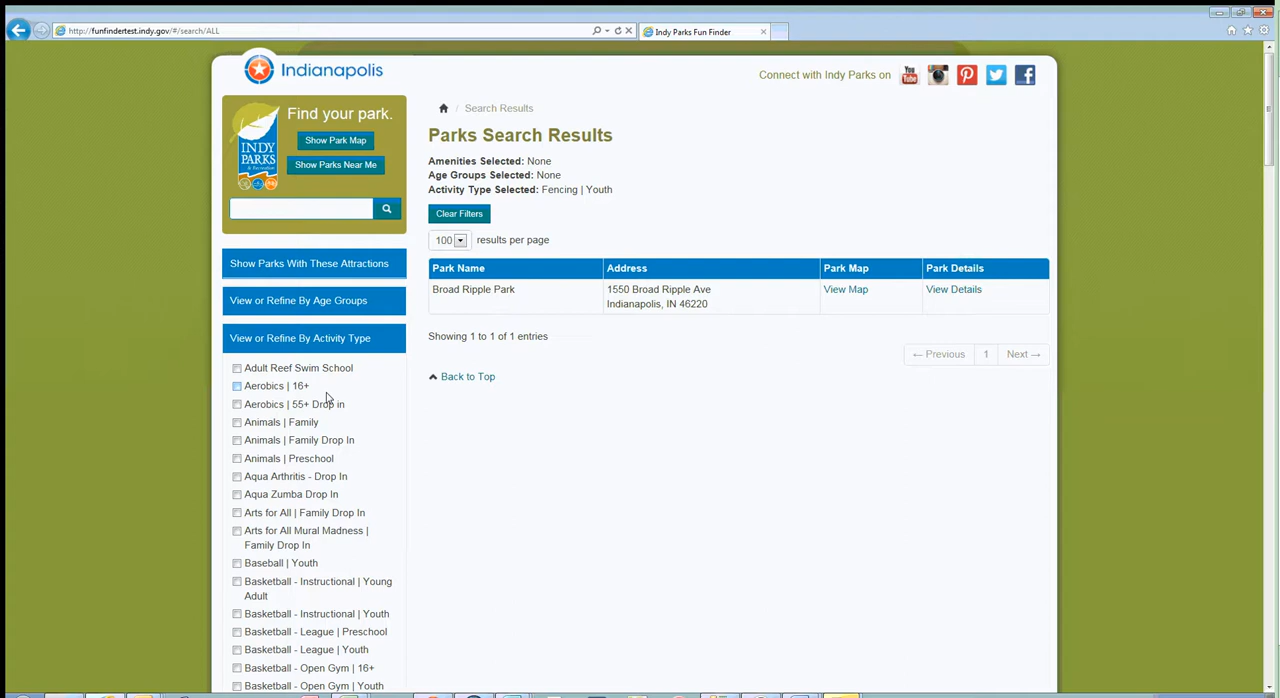 http://funfindertest.indy.gov/#/search/ALL
Indy Parks Fun Finder
Indianapolis
Connect with Indy Parks on
You
Tube
Find your park.
Show Park Map
Show Parks Near Me
INDY
PARKS
Search Results
Parks Search Results
Amenities Selected: None
Age Groups Selected: None
Activity Type Selected: Fencing | Youth
Clear Filters
100 results per page
Park Name Address Park Map Park Details
Broad Ripple Park 1550 Broad Ripple Ave View Map View Details
Indianapolis, IN 46220
Showing 1 to 1 of 1 entries
← Previous 1 Next →
Back to Top
Show Parks With These Attractions
View or Refine By Age Groups
View or Refine By Activity Type
Adult Reef Swim School
Aerobics | 16+
Aerobics | 55+ Drop in
Animals | Family
Animals | Family Drop In
Animals | Preschool
Aqua Arthritis - Drop In
Aqua Zumba Drop In
Arts for All | Family Drop In
Arts for All Mural Madness |
Family Drop In
Baseball | Youth
Basketball - Instructional | Young
Adult
Basketball - Instructional | Youth
Basketball - League | Preschool
Basketball - League | Youth
Basketball - Open Gym | 16+
Basketball - Open Gym | Youth